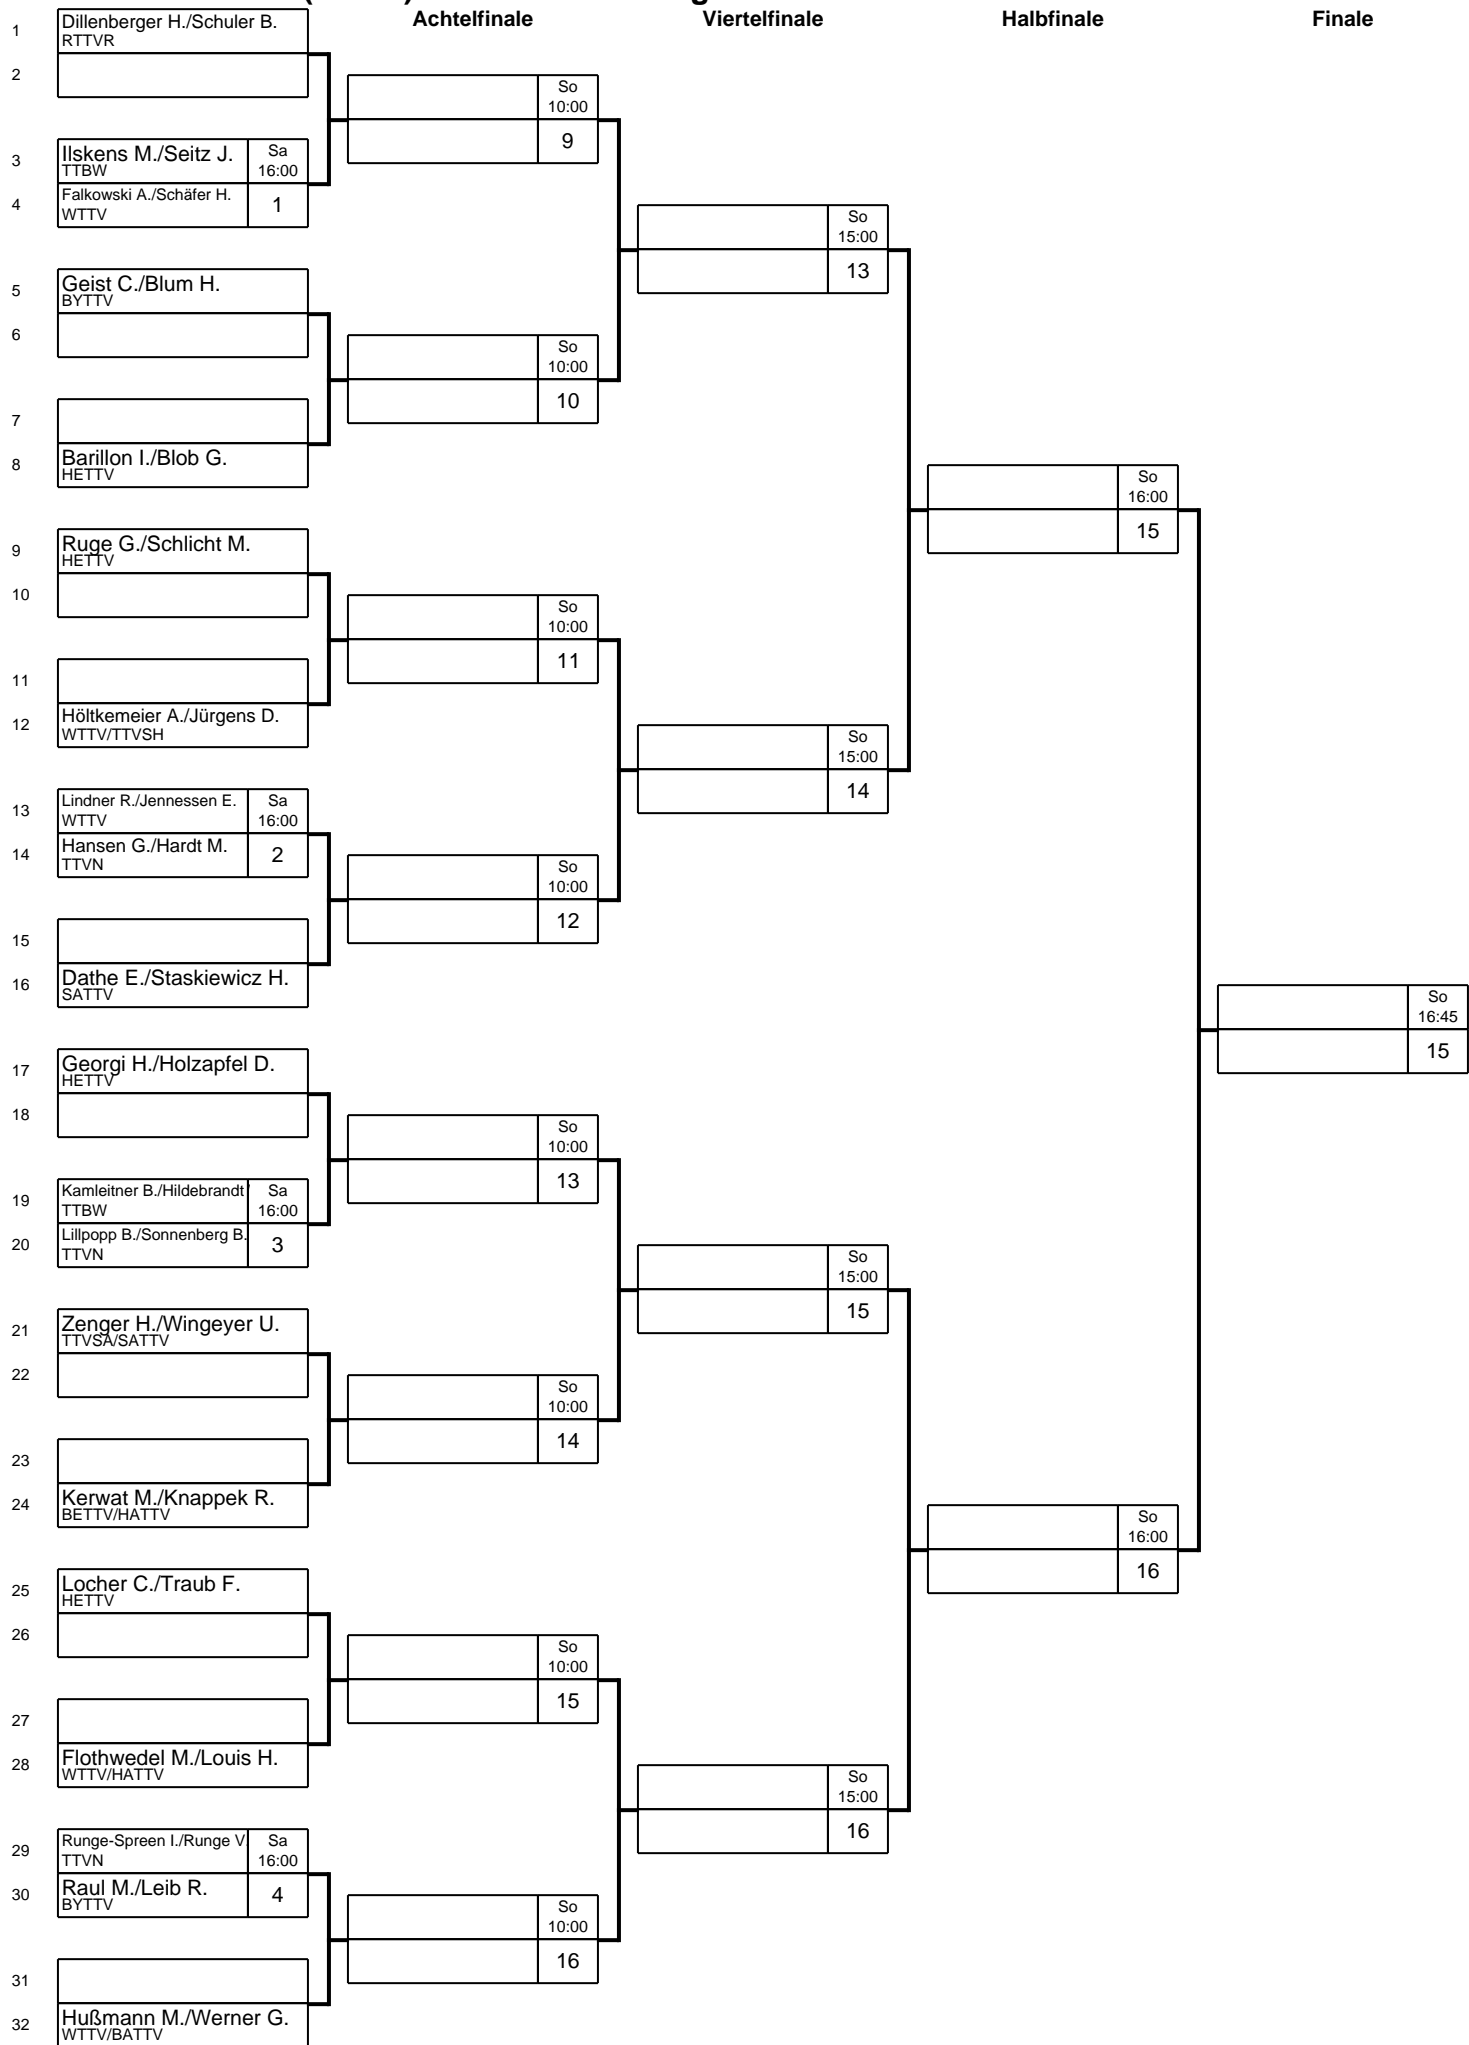 Achtelfinale Viertelfinale Halbfinale Finale
1 Dillenberger H./Schuler B.
RTTVR
2
So
10:00
9
3 Ilskens M./Seitz J. Sa
TTBW 16:00
4 Falkowski A./Schäfer H. 1
WTTV
So
15:00
13
5 Geist C./Blum H.
BYTTV
6
So
10:00
10
7
8 Barillon I./Blob G.
HETTV
So
16:00
15
9 Ruge G./Schlicht M.
HETTV
10
So
10:00
11
11
12 Höltkemeier A./Jürgens D.
WTTV/TTVSH
So
15:00
14
13 Lindner R./Jennessen E. Sa
WTTV 16:00
14 Hansen G./Hardt M. 2
TTVN
So
10:00
12
15
16 Dathe E./Staskiewicz H.
SATTV
So
16:45
15
17 Georgi H./Holzapfel D.
HETTV
18
So
10:00
13
19 Kamleitner B./Hildebrandt Sa
TTBW 16:00
20 Lillpopp B./Sonnenberg B. 3
TTVN
So
15:00
15
21 Zenger H./Wingeyer U.
TTVSA/SATTV
22
So
10:00
14
23
24 Kerwat M./Knappek R.
BETTV/HATTV
So
16:00
16
25 Locher C./Traub F.
HETTV
26
So
10:00
15
27
28 Flothwedel M./Louis H.
WTTV/HATTV
So
15:00
16
29 Runge-Spreen I./Runge V. Sa
TTVN 16:00
30 Raul M./Leib R. 4
BYTTV
So
10:00
16
31
32 Hußmann M./Werner G.
WTTV/BATTV